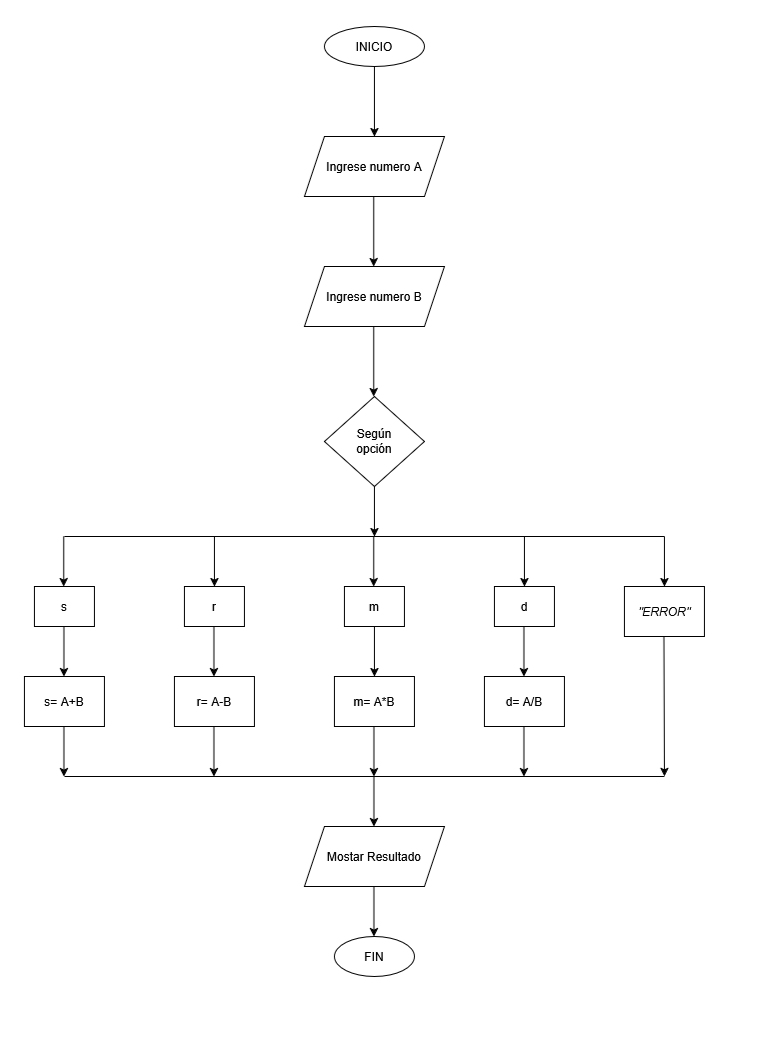 INICIO
Ingrese numero A
Ingrese numero B
Según
opción
s
r
m
d
"ERROR"
s= A+B
r= A-B
m= A*B
d= A/B
Mostar Resultado
FIN